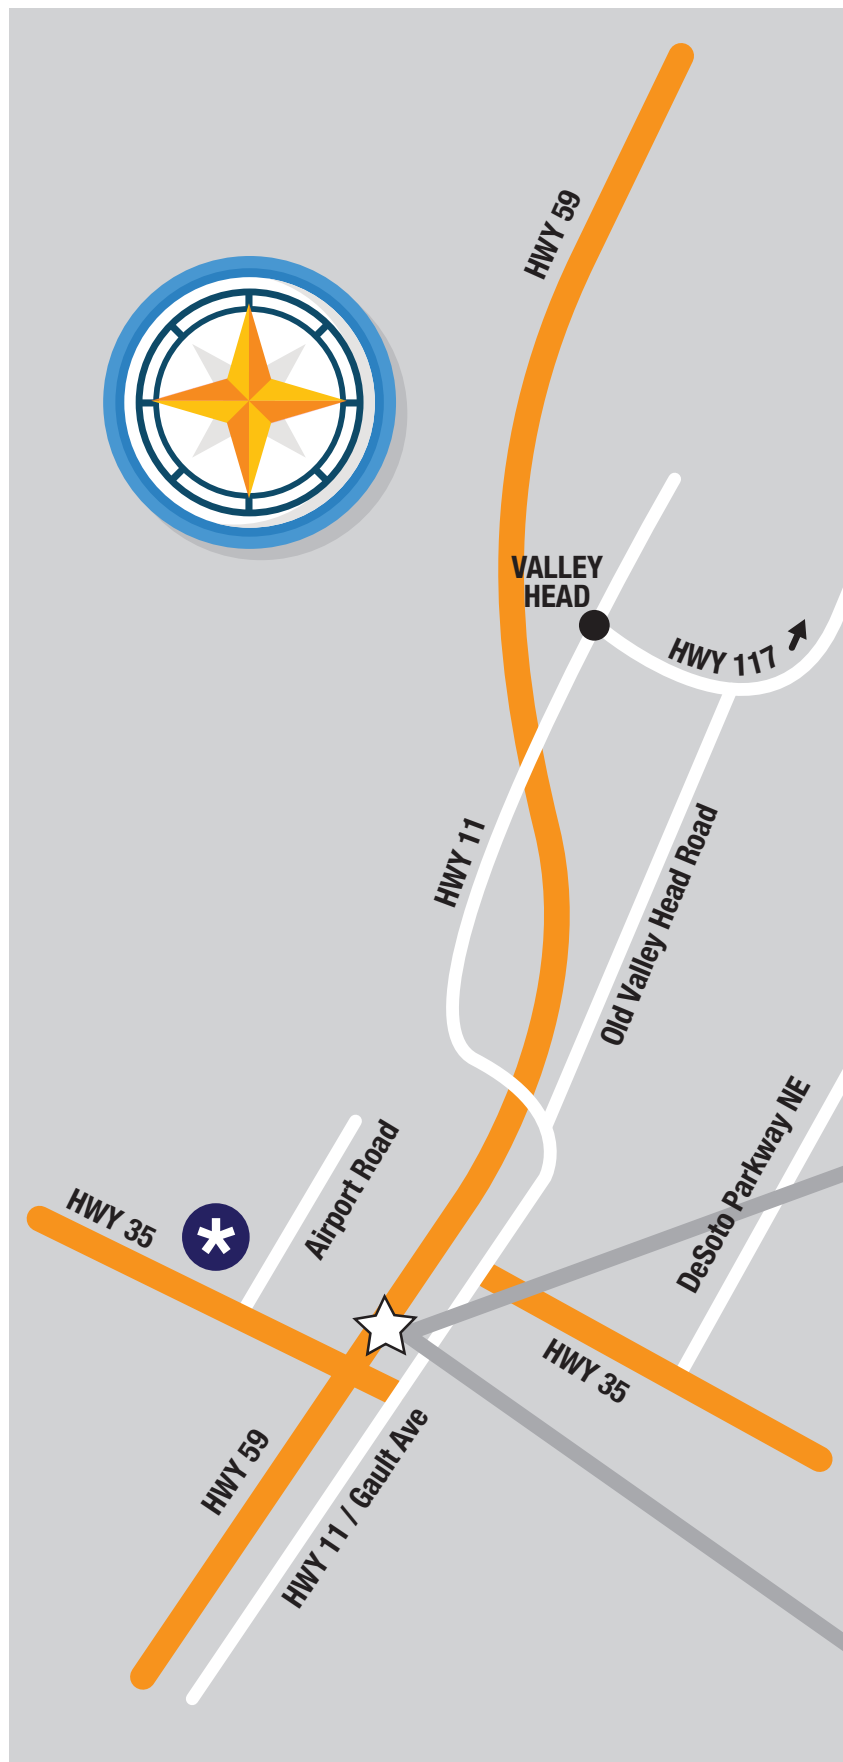 HWY 59
VALLEY
HEAD
HWY 117
HWY 11
Old Valley Head Road
DeSoto Parkway NE
Airport Road
HWY 35
*
HWY 35
HWY 59
HWY 11 / Gault Ave